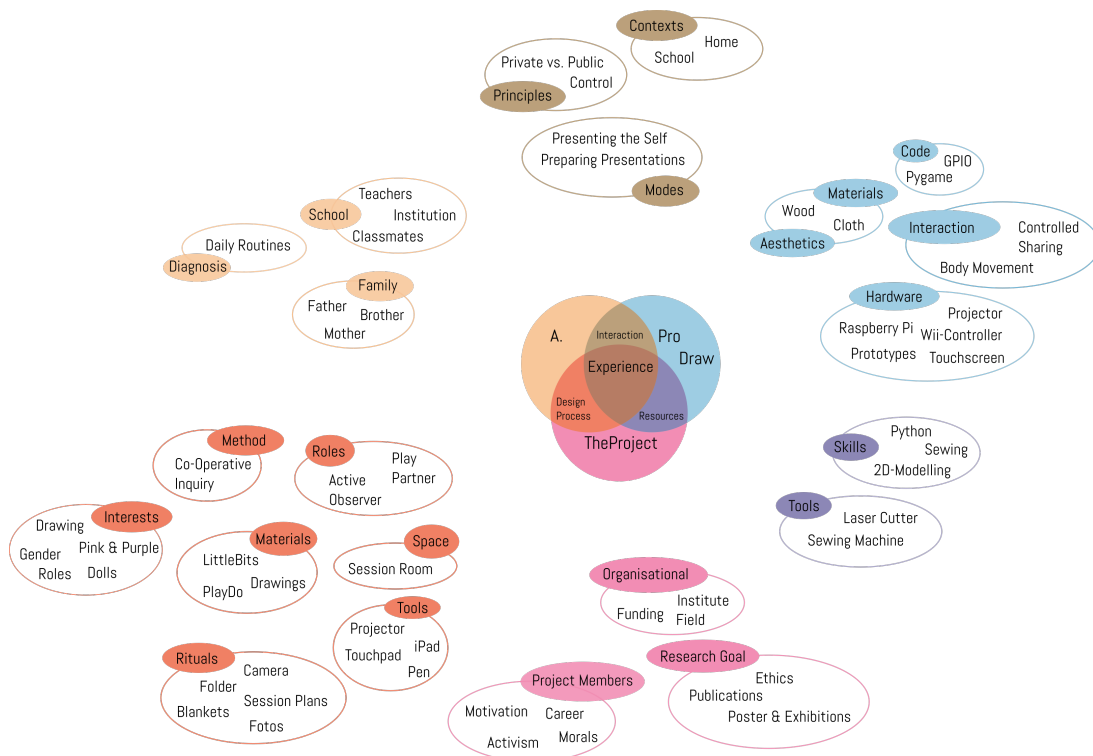 Contexts
Home
School
Private vs. Public
Control
Principles
Presenting the Self
Preparing Presentations
Modes
Code
GPIO
Pygame
Materials
Wood
Cloth
Aesthetics
Interaction
Controlled
Sharing
Body Movement
Hardware
Projector
Raspberry Pi
Wii-Controller
Prototypes
Touchscreen
Teachers
School
Institution
Classmates
Daily Routines
Diagnosis
Family
Father
Brother
Mother
A.
Interaction
Pro
Draw
Experience
Design
Process
Resources
TheProject
Skills
Python
Sewing
2D-Modelling
Tools
Laser Cutter
Sewing Machine
Method
Co-Operative
Inquiry
Roles
Play
Partner
Active
Observer
Interests
Drawing
Pink & Purple
Gender
Roles
Dolls
Materials
LittleBits
Drawings
PlayDo
Space
Session Room
Tools
Projector
iPad
Touchpad
Pen
Rituals
Camera
Folder
Session Plans
Blankets
Fotos
Organisational
Institute
Funding
Field
Research Goal
Ethics
Publications
Poster & Exhibitions
Project Members
Motivation
Career
Activism
Morals